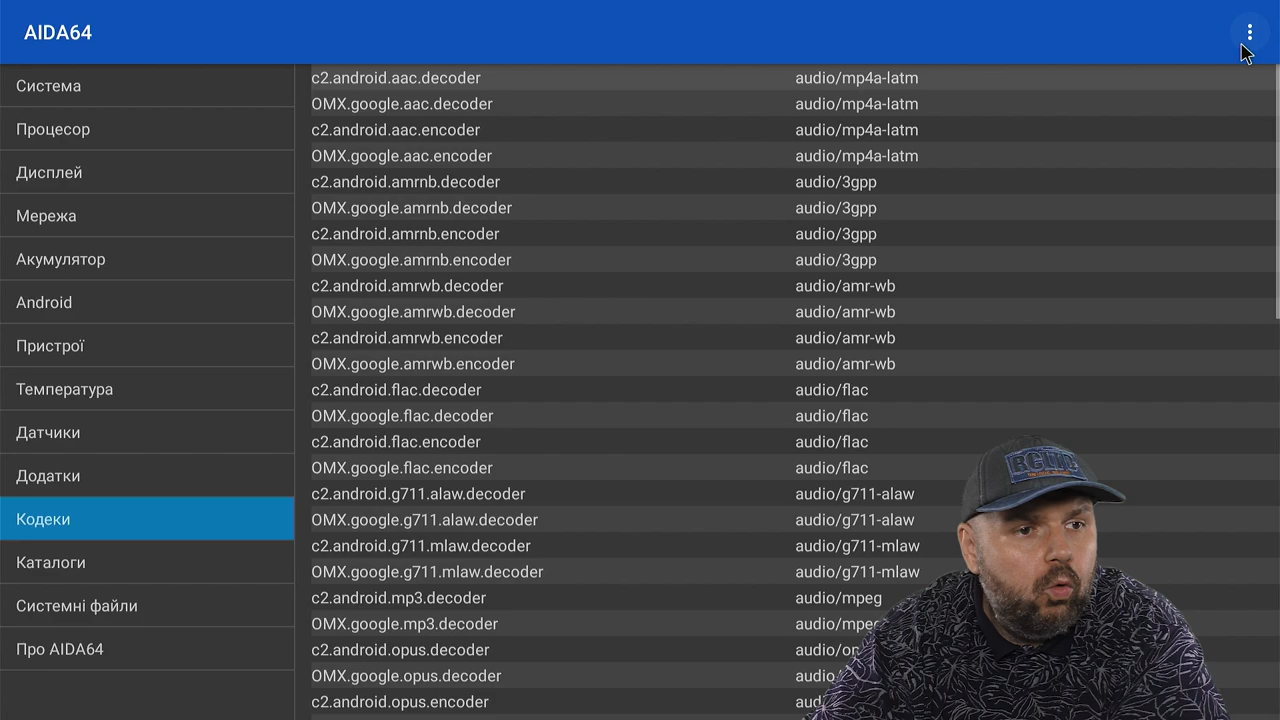 AIDA64
Система
Процесор
Дисплей
Мережа
Акумулятор
Android
Пристрої
Температура
Датчики
Додатки
Кодеки
Каталоги
Системні файли
Про AIDA64
c2.android.aac.decoder audio/mp4a-latm
OMX.google.aac.decoder audio/mp4a-latm
c2.android.aac.encoder audio/mp4a-latm
OMX.google.aac.encoder audio/mp4a-latm
c2.android.amrnb.decoder audio/3gpp
OMX.google.amrnb.decoder audio/3gpp
c2.android.amrnb.encoder audio/3gpp
OMX.google.amrnb.encoder audio/3gpp
c2.android.amrwb.decoder audio/amr-wb
OMX.google.amrwb.decoder audio/amr-wb
c2.android.amrwb.encoder audio/amr-wb
OMX.google.amrwb.encoder audio/amr-wb
c2.android.flac.decoder audio/flac
OMX.google.flac.decoder audio/flac
c2.android.flac.encoder audio/flac
OMX.google.flac.encoder audio/flac
c2.android.g711.alaw.decoder audio/g711-alaw
OMX.google.g711.alaw.decoder audio/g711-alaw
c2.android.g711.mlaw.decoder audio/g711-mlaw
OMX.google.g711.mlaw.decoder audio/g711-mlaw
c2.android.mp3.decoder audio/mpeg
OMX.google.mp3.decoder audio/mpeg
c2.android.opus.decoder
OMX.google.opus.decoder
c2.android.opus.encoder